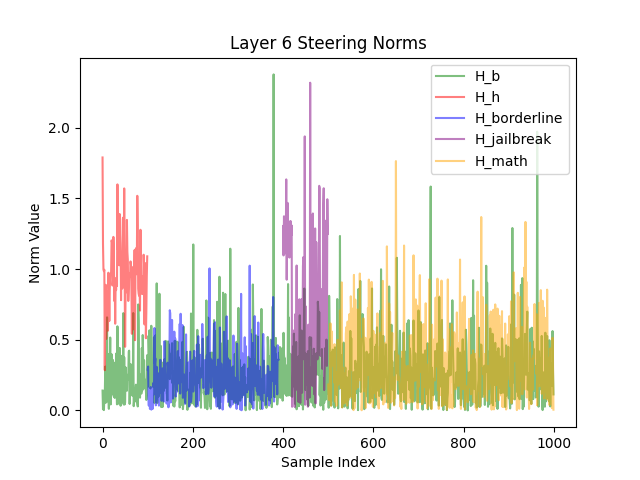 Layer 6 Steering Norms
H_b
H_h
H_borderline
H_jailbreak
H_math
Norm Value
2.0
1.5
1.0
0.5
0.0
0
200
400
600
800
1000
Sample Index